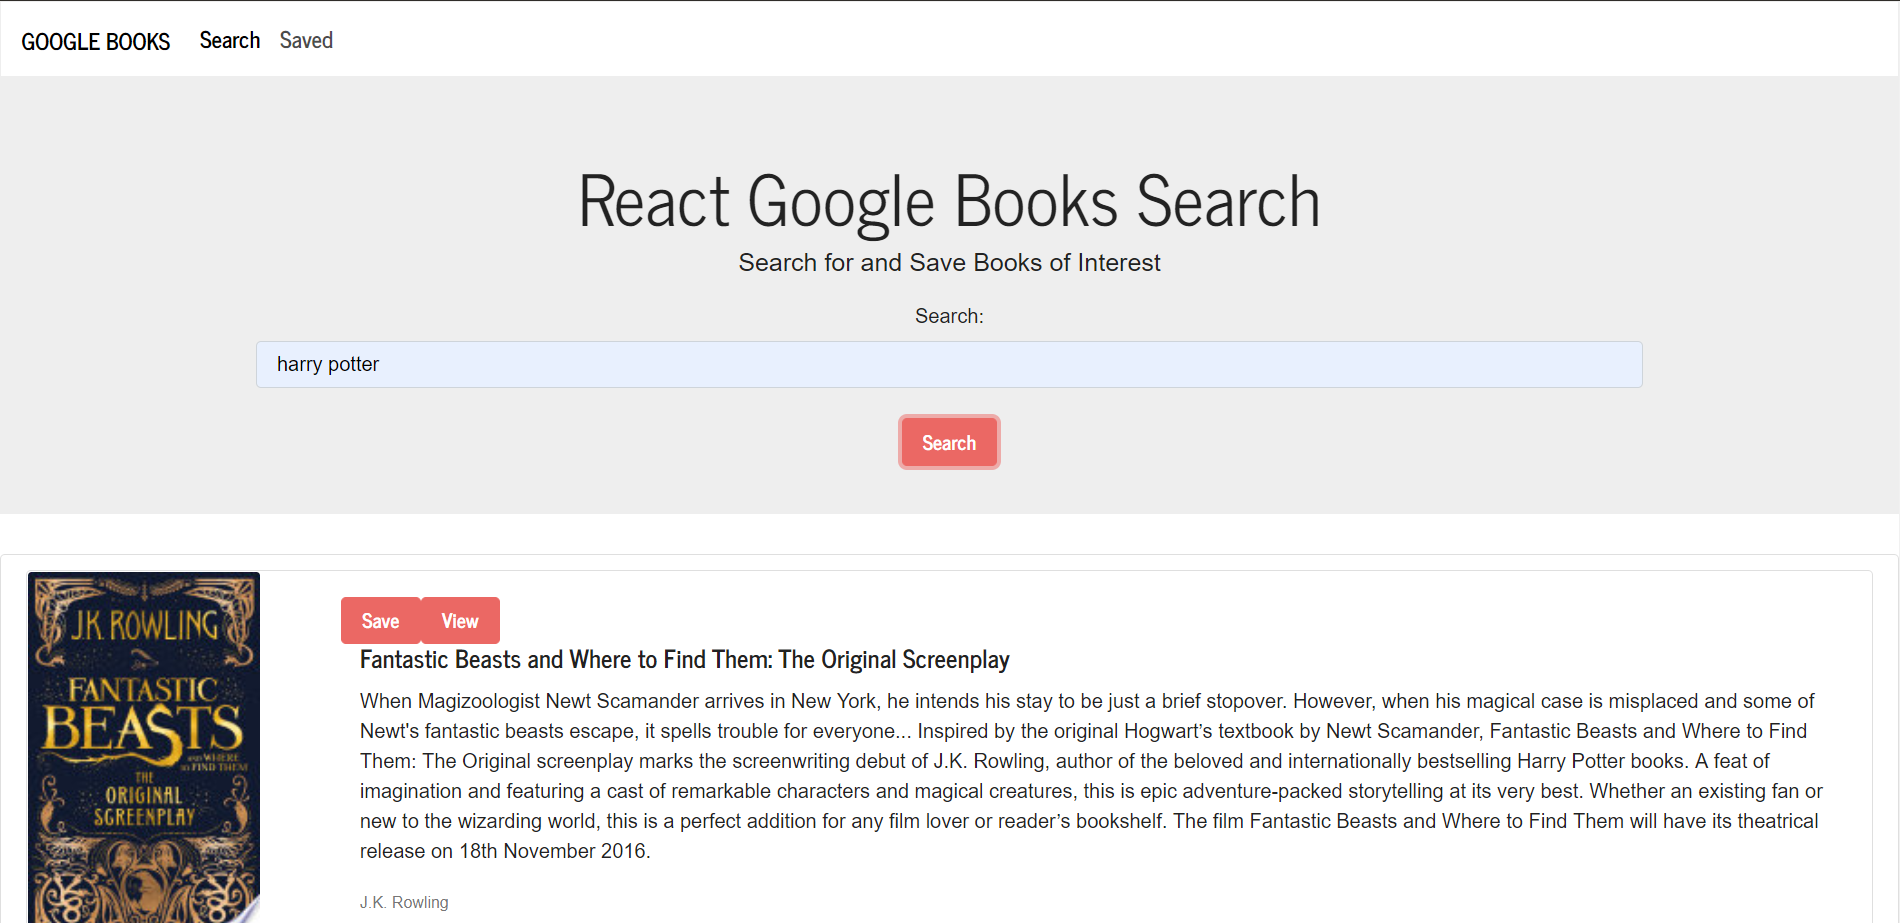 GOOGLE BOOKS Search Saved
React Google Books Search
Search for and Save Books of Interest
Search:
harry potter
Search
J.K. ROWLING
FANTASTIC
BEASTS
AND WHERE
TO FIND THEM
THE
ORIGINAL
SCREENPLAY
Save View
Fantastic Beasts and Where to Find Them: The Original Screenplay
When Magizoologist Newt Scamander arrives in New York, he intends his stay to be just a brief stopover. However, when his magical case is misplaced and some of
Newt's fantastic beasts escape, it spells trouble for everyone... Inspired by the original Hogwart’s textbook by Newt Scamander, Fantastic Beasts and Where to Find
Them: The Original screenplay marks the screenwriting debut of J.K. Rowling, author of the beloved and internationally bestselling Harry Potter books. A feat of
imagination and featuring a cast of remarkable characters and magical creatures, this is epic adventure-packed storytelling at its very best. Whether an existing fan or
new to the wizarding world, this is a perfect addition for any film lover or reader’s bookshelf. The film Fantastic Beasts and Where to Find Them will have its theatrical
release on 18th November 2016.
J.K. Rowling